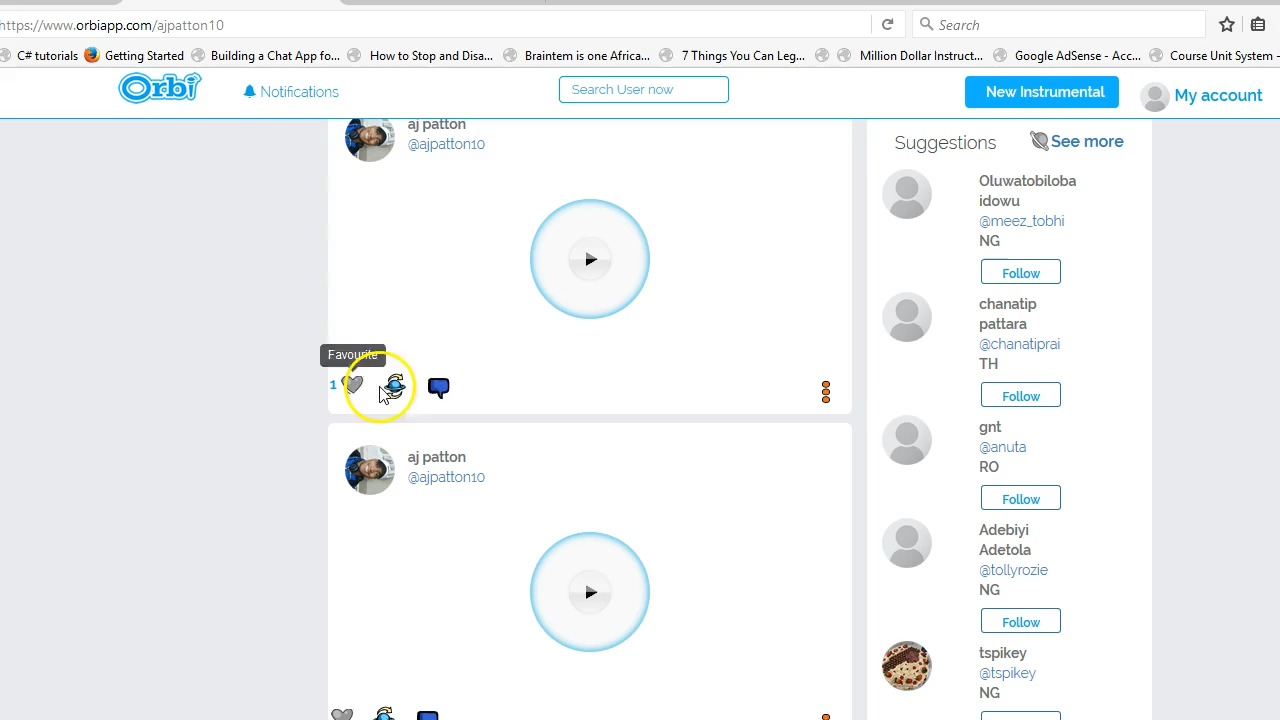 https://www.orbiapp.com/ajpatton10
Search
C# tutorials
Getting Started
Building a Chat App fo...
How to Stop and Disa...
Braintem is one Africa...
7 Things You Can Leg...
Million Dollar Instruct...
Google AdSense - Acc...
Course Unit System -
Orbi
Notifications
Search User now
New Instrumental
My account
aj patton
@ajpatton10
Favourite
1
aj patton
@ajpatton10
Suggestions
See more
Oluwatobiloba
idowu
@meez_tobhi
NG
Follow
chanatip
pattara
@chanatiprai
TH
Follow
gnt
@anuta
RO
Follow
Adebiyi
Adetola
@tollyrozie
NG
Follow
tspikey
@tspikey
NG